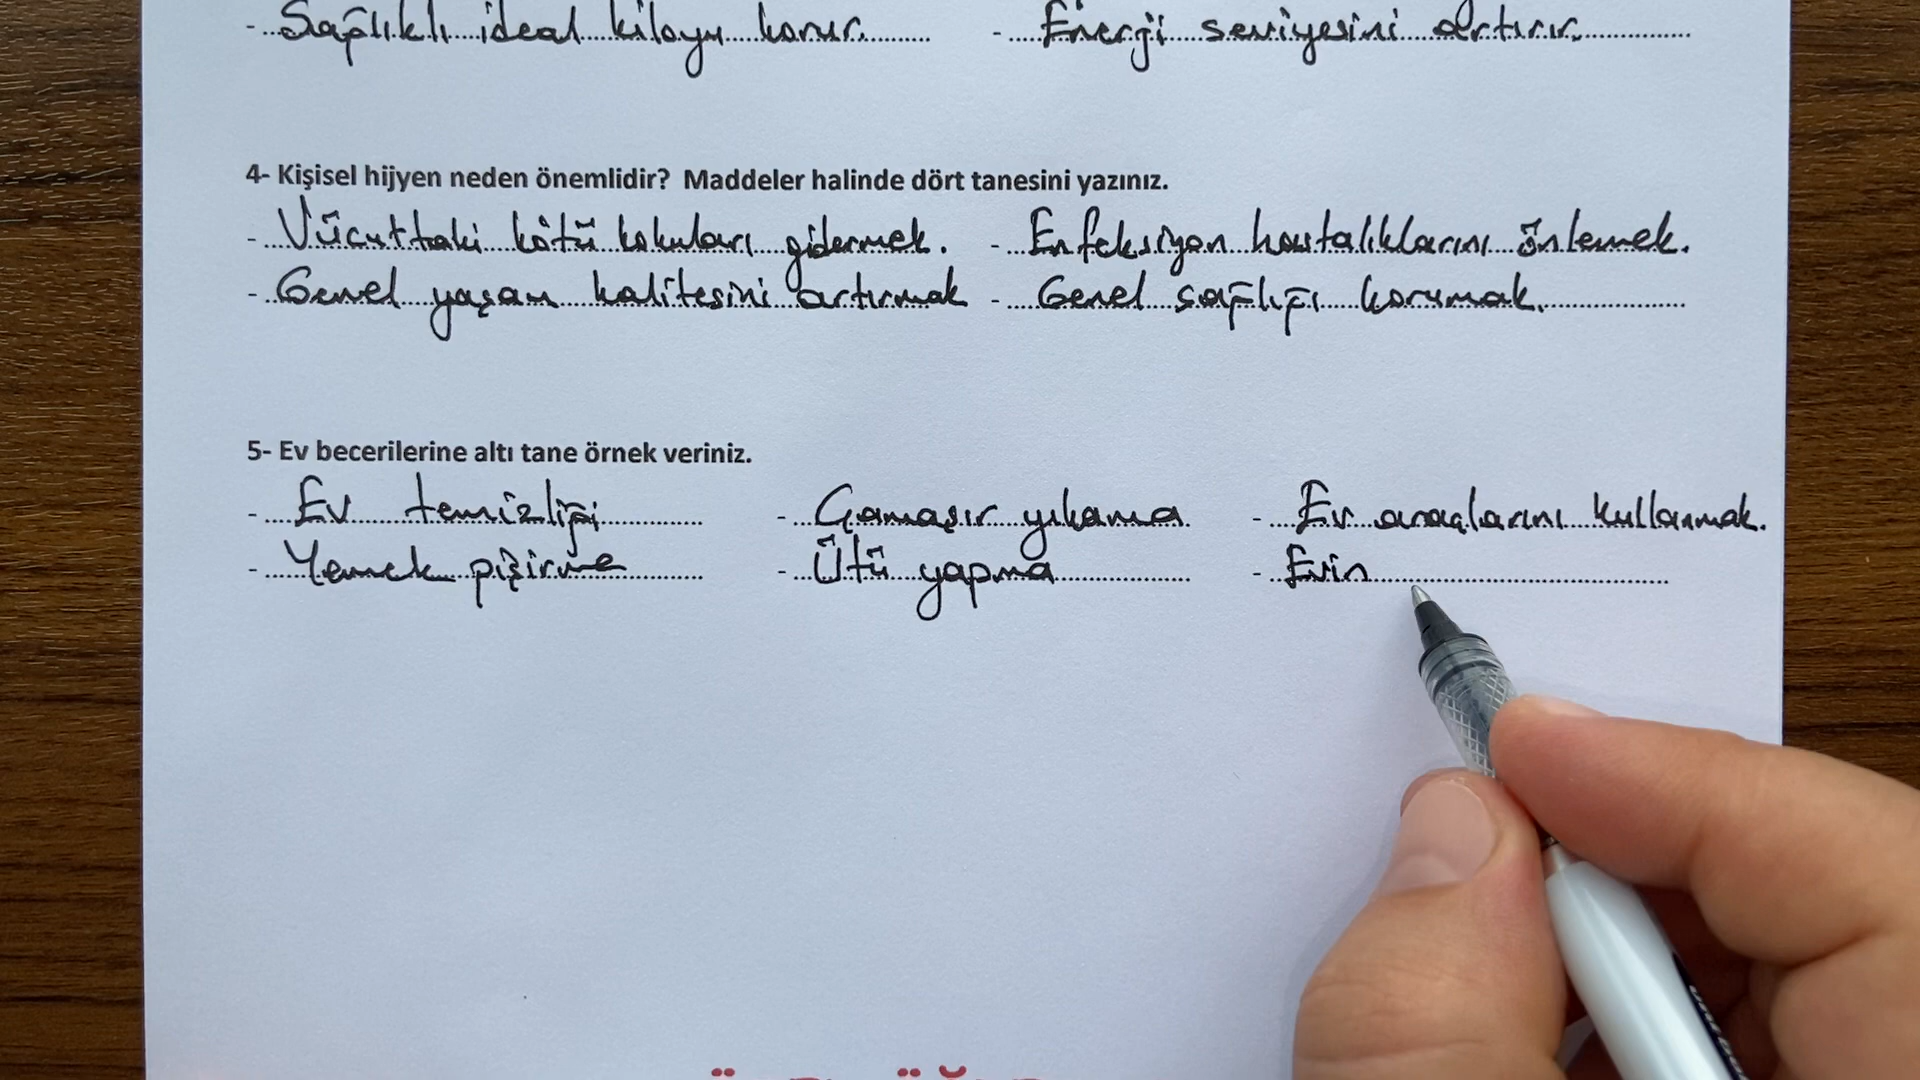 - Sağlıklı ideal kiloyu korur. - Enerji seviyesini artırır.
4- Kişisel hijyen neden önemlidir? Maddeler halinde dört tanesini yazınız.
- Vücuttaki kötü kokuları gidermek. - Enfeksiyon hastalıklarını önlemek.
- Genel yaşam kalitesini artırmak - Genel sağlığı korumak.
5- Ev becerilerine altı tane örnek veriniz.
- Ev temizliği - Çamaşır yıkama - Ev araçlarını kullanmak.
- Yemek pişirme - Ütü yapma - Evin